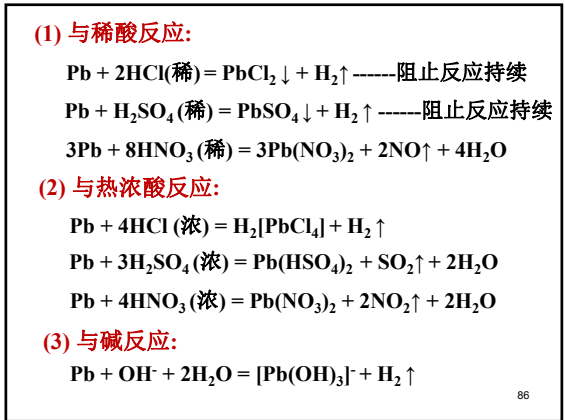 (1) 与稀酸反应:
Pb + 2HCl(稀) = PbCl₂↓ + H₂↑ ------阻止反应持续
Pb + H₂SO₄ (稀) = PbSO₄↓ + H₂↑ ------阻止反应持续
3Pb + 8HNO₃ (稀) = 3Pb(NO₃)₂ + 2NO↑ + 4H₂O
(2) 与热浓酸反应:
Pb + 4HCl (浓) = H₂[PbCl₄] + H₂↑
Pb + 3H₂SO₄ (浓) = Pb(HSO₄)₂ + SO₂↑ + 2H₂O
Pb + 4HNO₃ (浓) = Pb(NO₃)₂ + 2NO₂↑ + 2H₂O
(3) 与碱反应:
Pb + OH⁻ + 2H₂O = [Pb(OH)₃]⁻ + H₂↑
86